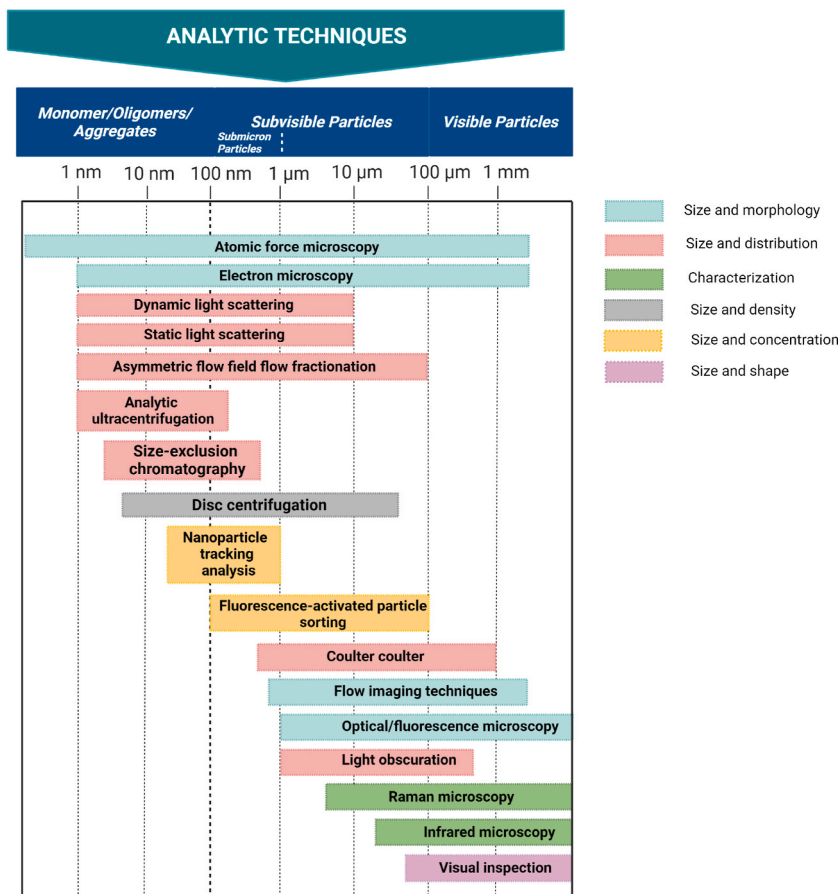 ANALYTIC TECHNIQUES
Monomer/Oligomers/
Aggregates
Subvisible Particles
Visible Particles
Submicron
Particles
1 nm
10 nm
100 nm
1 µm
10 µm
100 µm
1 mm
Atomic force microscopy
Electron microscopy
Dynamic light scattering
Static light scattering
Asymmetric flow field flow fractionation
Analytic
ultracentrifugation
Size-exclusion
chromatography
Disc centrifugation
Nanoparticle
tracking
analysis
Fluorescence-activated particle
sorting
Coulter coulter
Flow imaging techniques
Optical/fluorescence microscopy
Light obscuration
Raman microscopy
Infrared microscopy
Visual inspection
Size and morphology
Size and distribution
Characterization
Size and density
Size and concentration
Size and shape